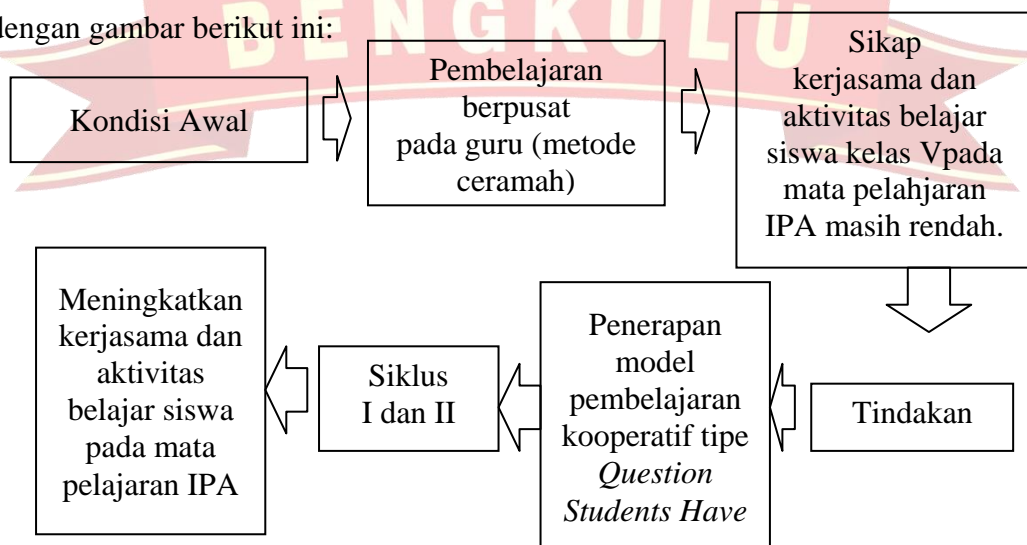 dengan gambar berikut ini:
BENGKULU
Kondisi Awal
Pembelajaran
berpusat
pada guru (metode
ceramah)
Sikap
kerjasama dan
aktivitas belajar
siswa kelas Vpada
mata pelahjaran
IPA masih rendah.
Tindakan
Penerapan
model
pembelajaran
kooperatif tipe
Question
Students Have
Siklus
I dan II
Meningkatkan
kerjasama dan
aktivitas
belajar siswa
pada mata
pelajaran IPA